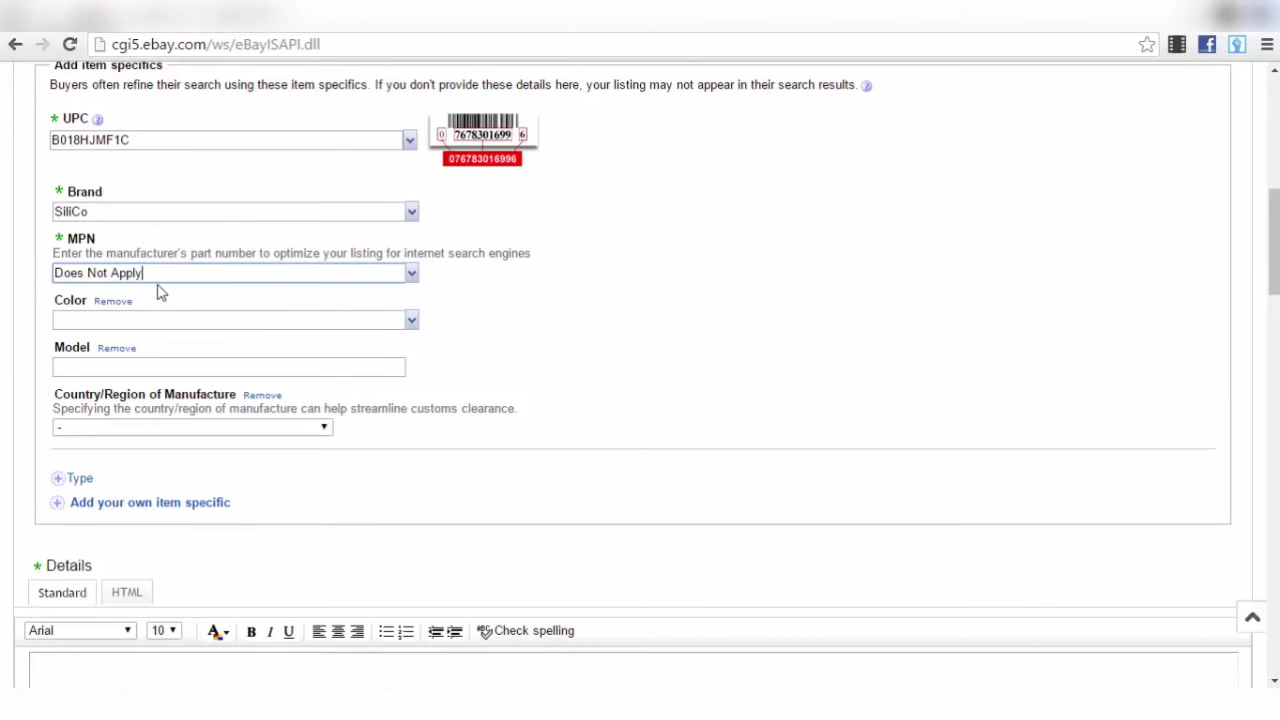 cgi5.ebay.com/ws/eBayISAPI.dll
Add item specifics
Buyers often refine their search using these item specifics. If you don't provide these details here, your listing may not appear in their search results. ?
* UPC ?
B018HJMF1C
0 7678301699 6
076783016996
* Brand
SiliCo
* MPN
Enter the manufacturer's part number to optimize your listing for internet search engines
Does Not Apply
Color Remove
Model Remove
Country/Region of Manufacture Remove
Specifying the country/region of manufacture can help streamline customs clearance.
-
Type
Add your own item specific
* Details
Standard HTML
Arial 10 A B I U ABC Check spelling